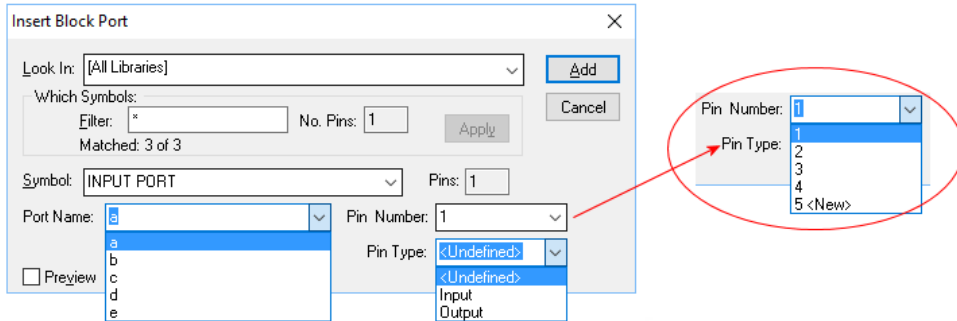 Insert Block Port
Look In: [All Libraries]
Add
Which Symbols:
Filter: *
No. Pins: 1
Apply
Matched: 3 of 3
Cancel
Symbol: INPUT PORT
Pins: 1
Port Name: a
a
b
c
d
e
Pin Number: 1
Pin Type: <Undefined>
<Undefined>
Input
Output
Preview
Pin Number: 1
Pin Type:
1
2
3
4
5 <New>